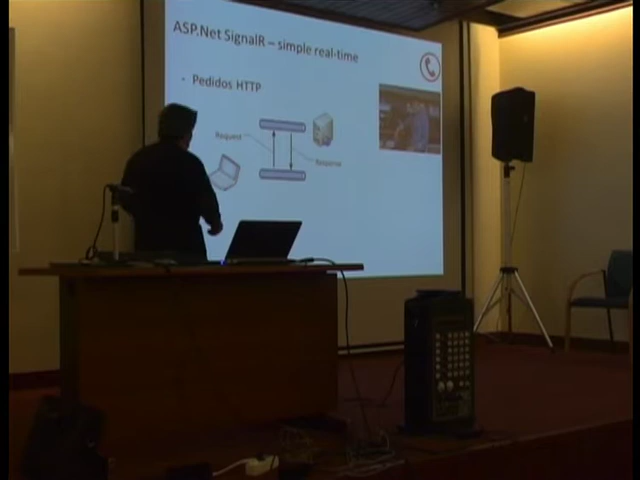 ASP.Net SignalR – simple real-time
- Pedidos HTTP
Request
Response